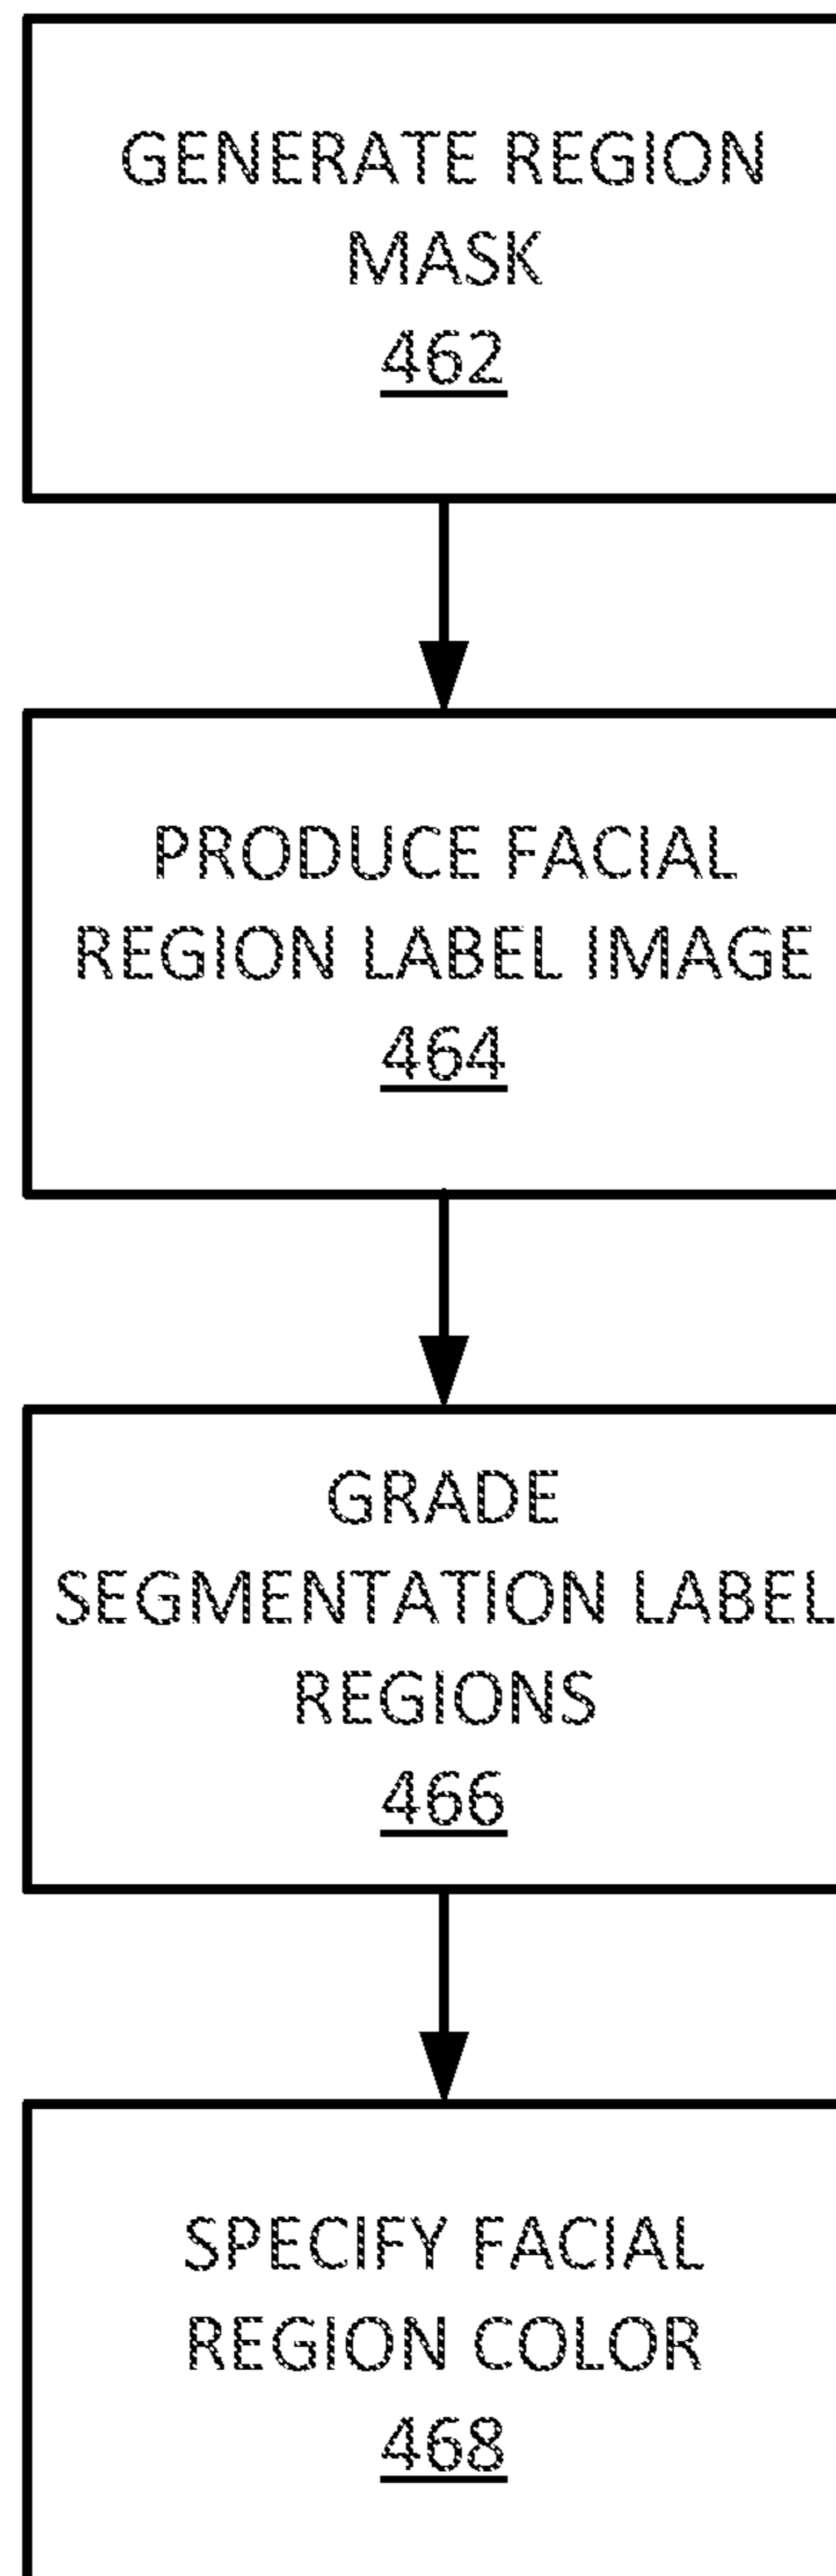 GENERATE REGION
MASK
462
PRODUCE FACIAL
REGION LABEL IMAGE
464
GRADE
SEGMENTATION LABEL
REGIONS
466
SPECIFY FACIAL
REGION COLOR
468